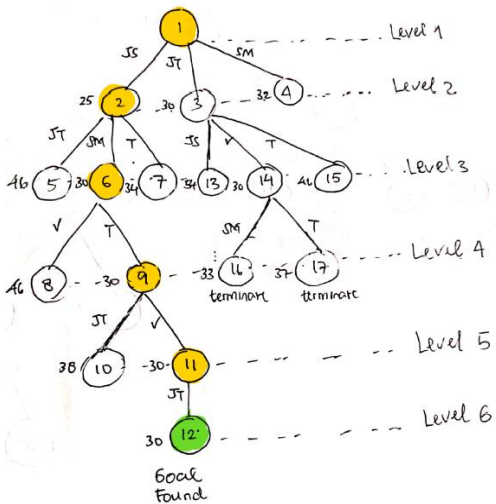 1 Level 1
JS JT SM
25 2 30 3 32 4 Level 2
JT SM T JS V T
46 5 30 6 34 7 34 13 30 14 46 15 Level 3
V T SM T
46 8 30 9 33 16 37 17 Level 4
terminate terminate
JT V
38 10 30 11 Level 5
JT
30 12 Level 6
Goal
Found